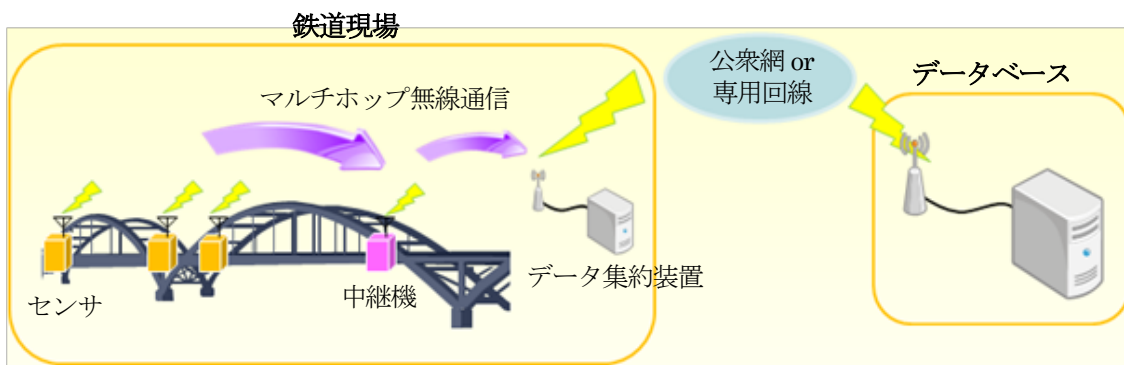 鉄道現場
マルチホップ無線通信
公衆網 or
専用回線
データベース
センサ
中継機
データ集約装置